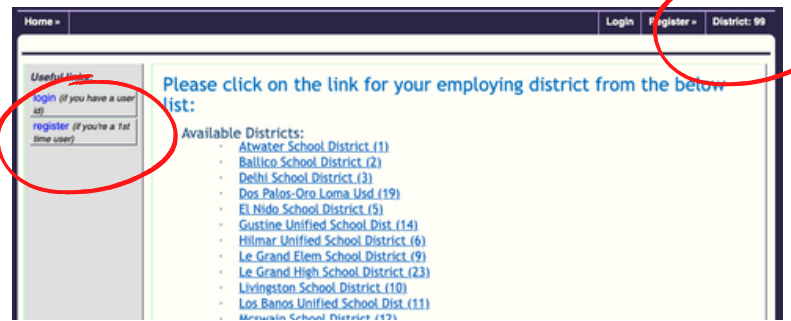 Home »
Login
Register »
District: 99
Useful links:
login (if you have a user
id)
register (if you're a 1st
time user)
Please click on the link for your employing district from the below
list:
Available Districts:
Atwater School District (1)
Ballico School District (2)
Delhi School District (3)
Dos Palos-Oro Loma Usd (19)
El Nido School District (5)
Gustine Unified School Dist (14)
Hilmar Unified School District (6)
Le Grand Elem School District (9)
Le Grand High School District (23)
Livingston School District (10)
Los Banos Unified School Dist (11)
Mcswain School District (12)